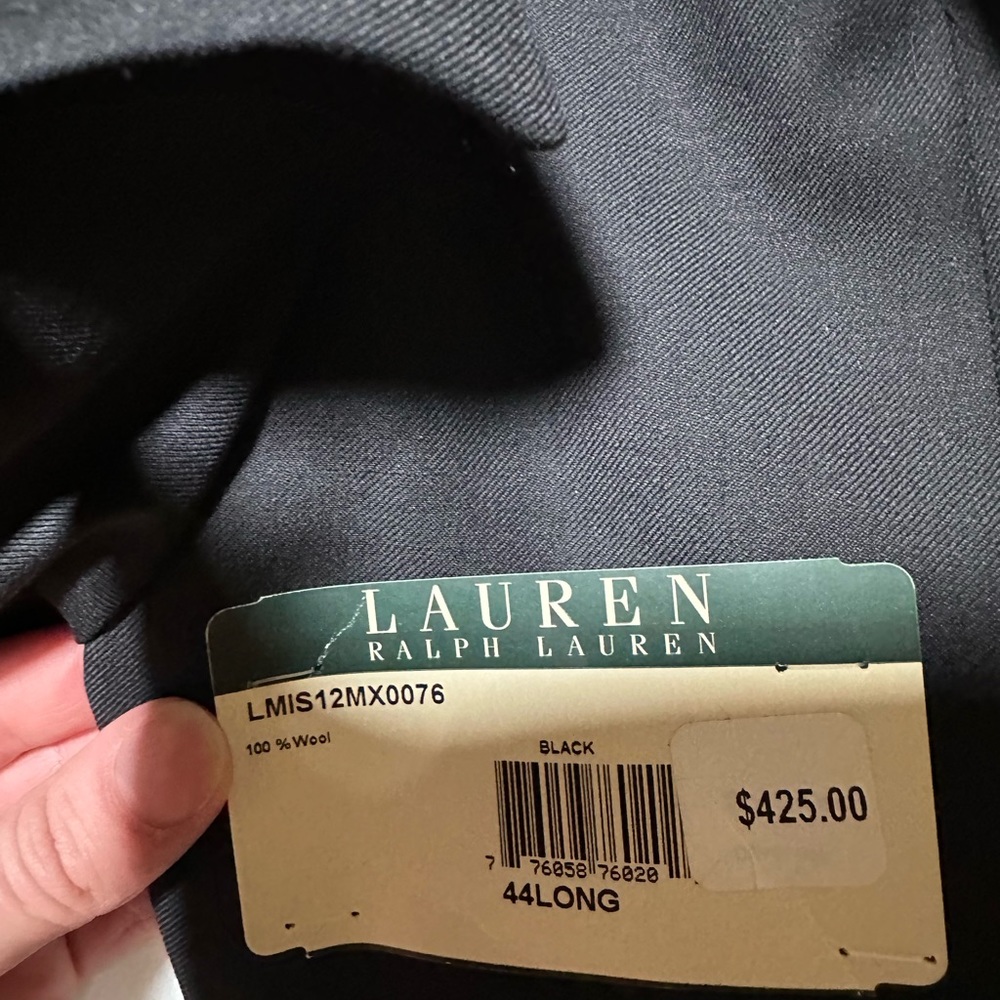 LAUREN
RALPH LAUREN
LMIS12MX0076
100 % Wool
BLACK
$425.00
7 76058 76020
44LONG